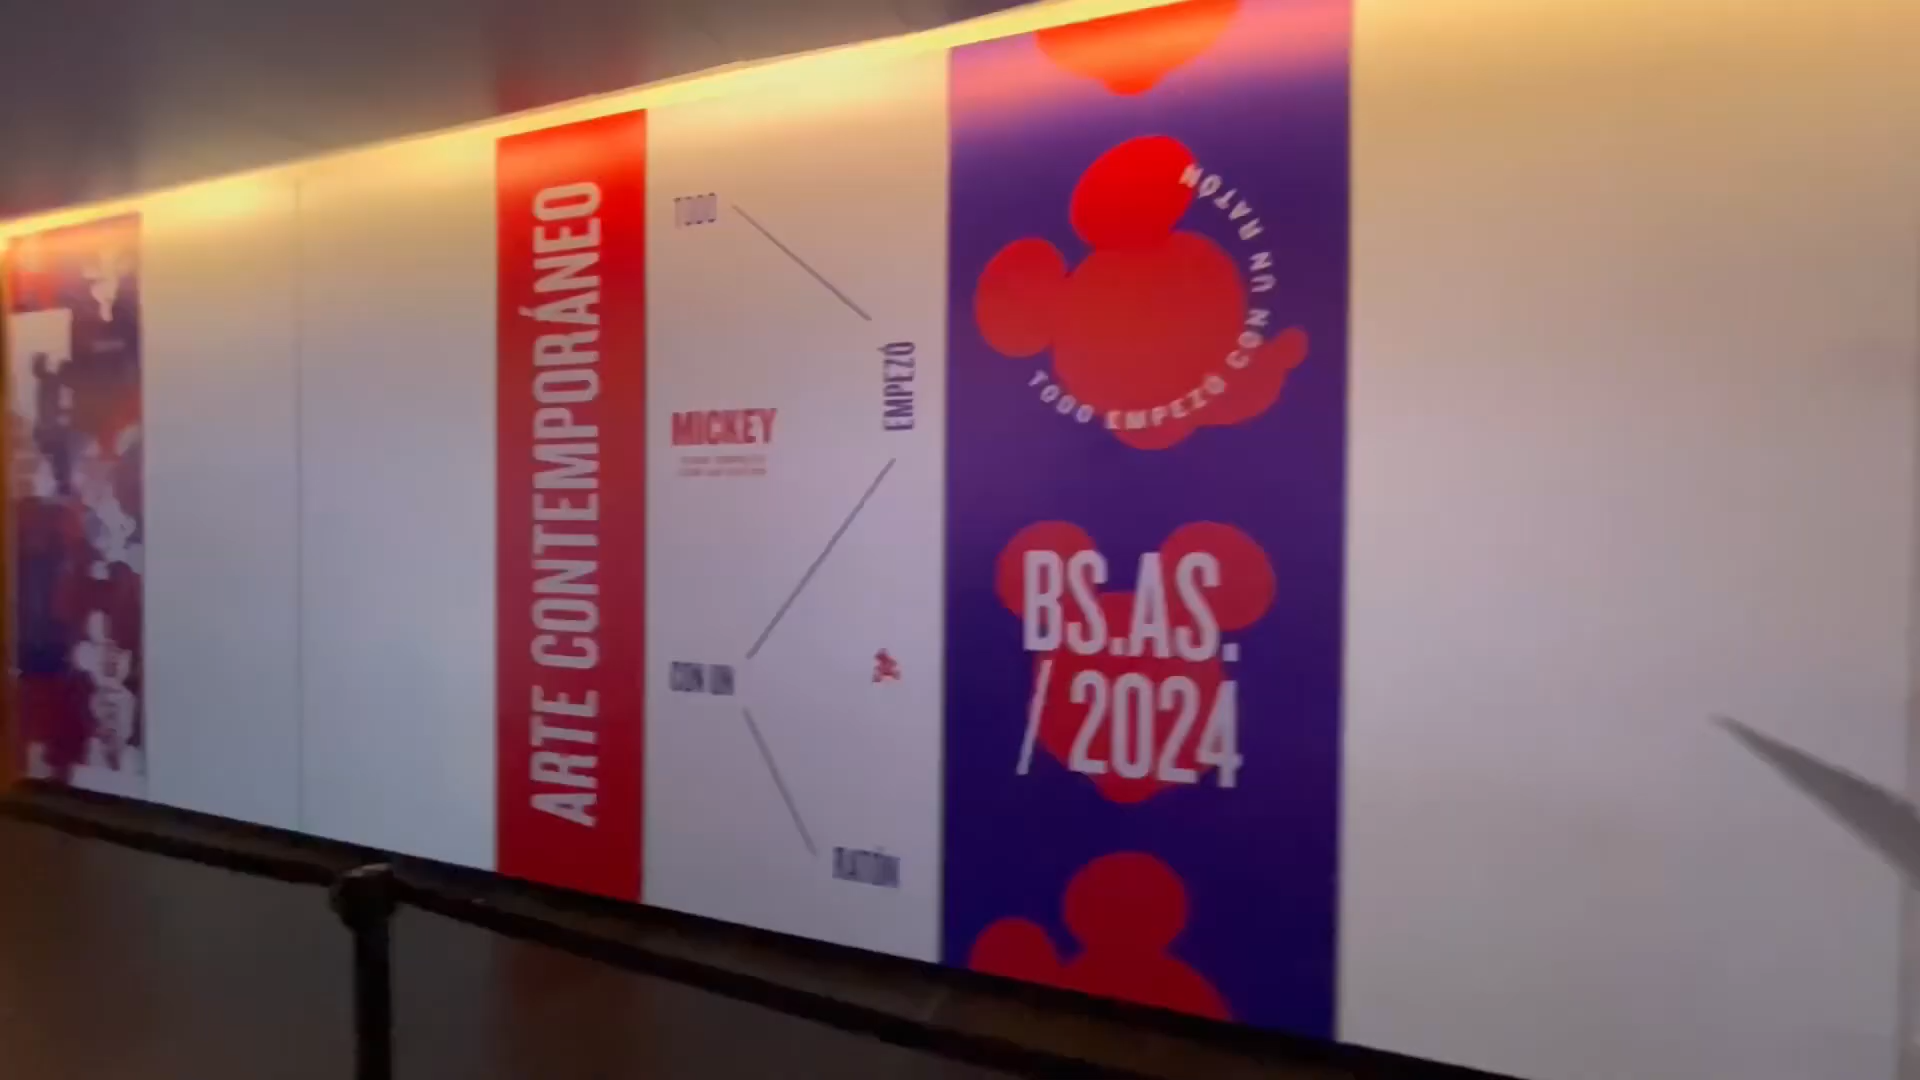 ARTE CONTEMPORÁNEO
TODO
EMPEZÓ
MICKEY
CON UN
RATÓN
TODO EMPEZÓ CON UN RATÓN
BS.AS.
/ 2024